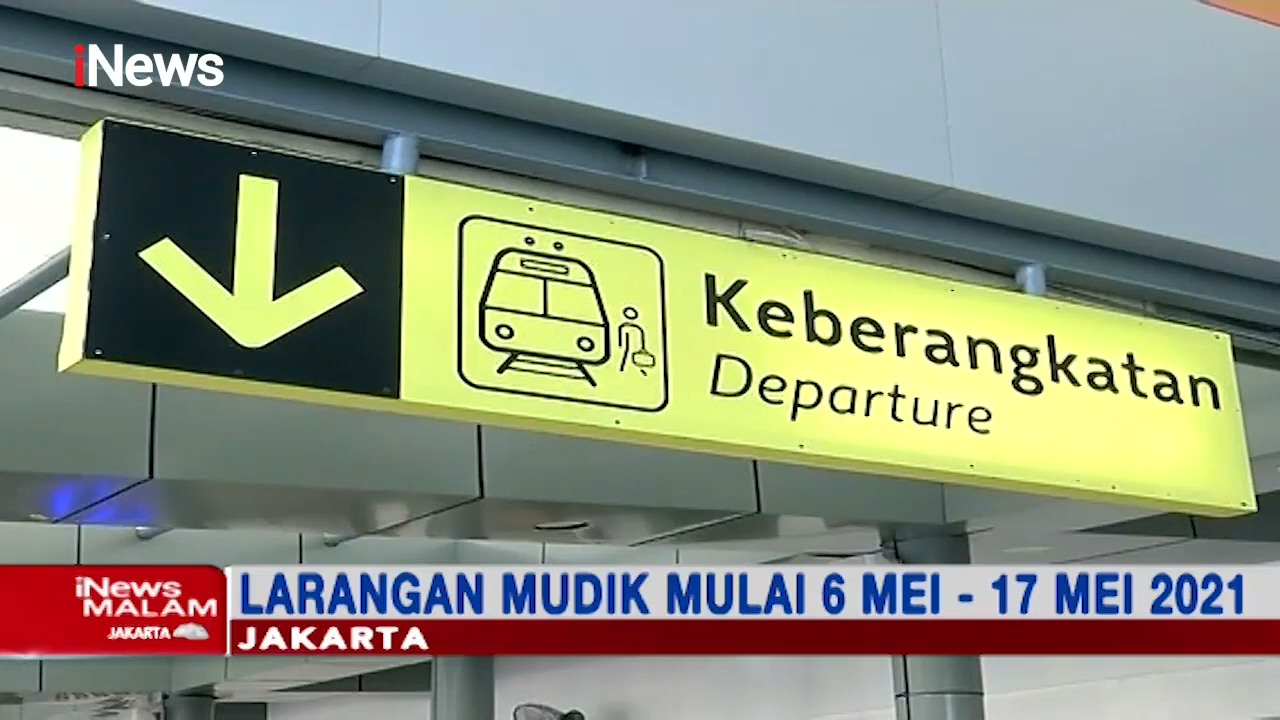 iNews
Keberangkatan
Departure
iNews
MALAM
JAKARTA
LARANGAN MUDIK MULAI 6 MEI - 17 MEI 2021
JAKARTA